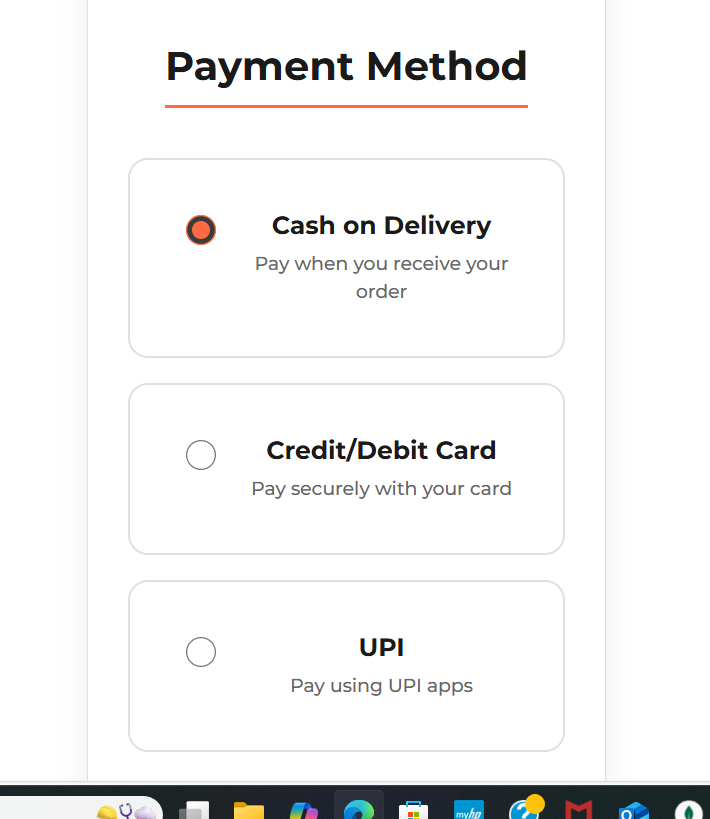 Payment Method
Cash on Delivery
Pay when you receive your
order
Credit/Debit Card
Pay securely with your card
UPI
Pay using UPI apps
myhp